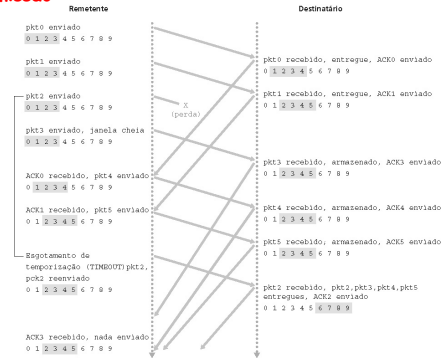 Remetente
Destinatário
pkt0 enviado
0 1 2 3 4 5 6 7 8 9
pkt0 recebido, entregue, ACK0 enviado
0 1 2 3 4 5 6 7 8 9
pkt1 enviado
0 1 2 3 4 5 6 7 8 9
pkt1 recebido, entregue, ACK1 enviado
0 1 2 3 4 5 6 7 8 9
pkt2 enviado
0 1 2 3 4 5 6 7 8 9
X
(perda)
pkt3 enviado, janela cheia
0 1 2 3 4 5 6 7 8 9
pkt3 recebido, armazenado, ACK3 enviado
0 1 2 3 4 5 6 7 8 9
ACK0 recebido, pkt4 enviado
0 1 2 3 4 5 6 7 8 9
pkt4 recebido, armazenado, ACK4 enviado
0 1 2 3 4 5 6 7 8 9
ACK1 recebido, pkt5 enviado
0 1 2 3 4 5 6 7 8 9
pkt5 recebido, armazenado, ACK5 enviado
0 1 2 3 4 5 6 7 8 9
Esgotamento de
temporização (TIMEOUT)pkt2,
pck2 reenviado
0 1 2 3 4 5 6 7 8 9
pkt2 recebido, pkt2,pkt3,pkt4,pkt5
entregues, ACK2 enviado
0 1 2 3 4 5 6 7 8 9
ACK3 recebido, nada enviado
0 1 2 3 4 5 6 7 8 9